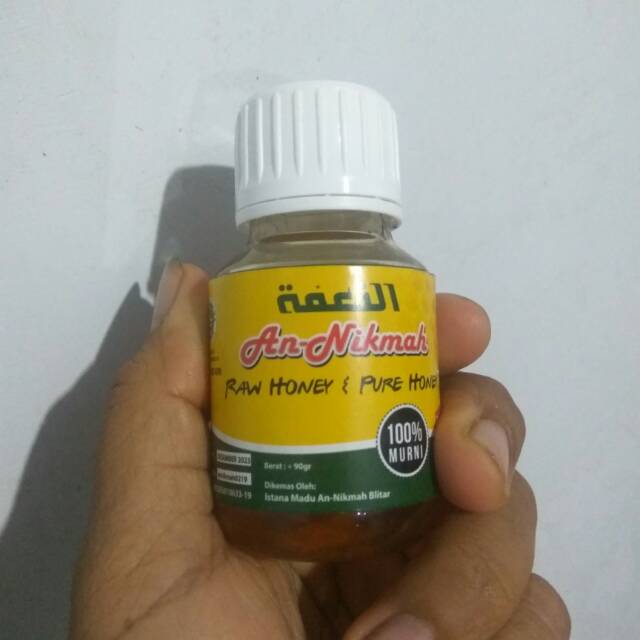 النعمة
An-Nikmah
RAW HONEY & PURE HONEY
100%
MURNI
Berat : ± 90gr
Dikemas Oleh:
Istana Madu An-Nikmah Blitar